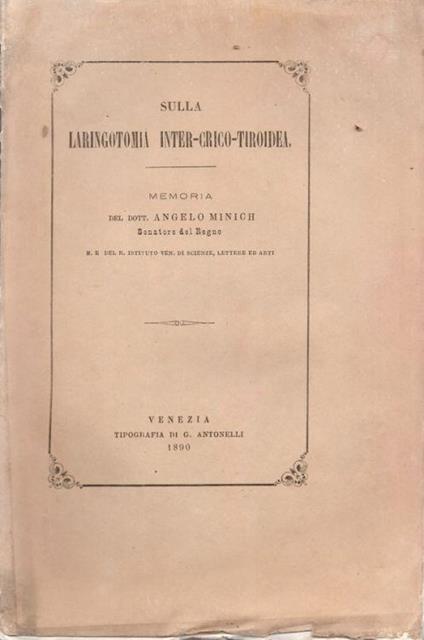 SULLA
LARINGOTOMIA INTER-CRICO-TIROIDEA.
MEMORIA
DEL DOTT. ANGELO MINICH
Senatore del Regno
M. E DEL R. ISTITUTO VEN. DI SCIENZE, LETTERE ED ARTI
VENEZIA
TIPOGRAFIA DI G. ANTONELLI
1890